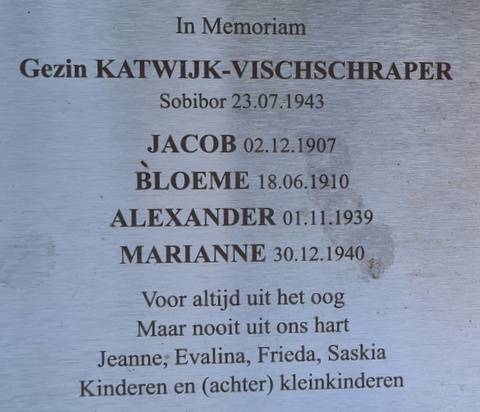 In Memoriam
Gezin KATWIJK-VISCHSCHRAPER
Sobibor 23.07.1943
JACOB 02.12.1907
BLOEME 18.06.1910
ALEXANDER 01.11.1939
MARIANNE 30.12.1940
Voor altijd uit het oog
Maar nooit uit ons hart
Jeanne, Evalina, Frieda, Saskia
Kinderen en (achter) kleinkinderen